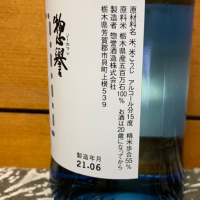 原材料名 米、米こうじ アルコール分15度 精米歩合55%
原料米 栃木県産五百万石100% お酒は20歳になってから
製造者 惣誉酒造株式会社
栃木県芳賀郡市貝町上根539
惣誉
製造年月
21.06